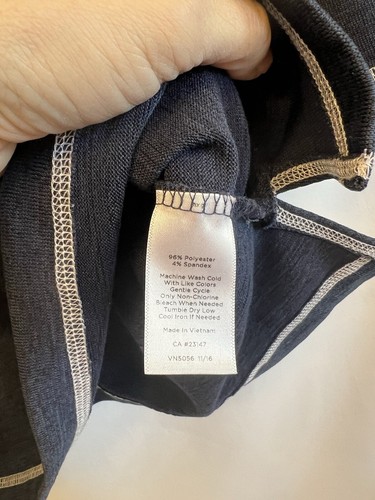 96% Polyester
4% Spandex
Machine Wash Cold
With Like Colors
Gentle Cycle
Only Non-Chlorine
Bleach When Needed
Tumble Dry Low
Cool Iron If Needed
Made In Vietnam
CA #23147
VN5056 11/16